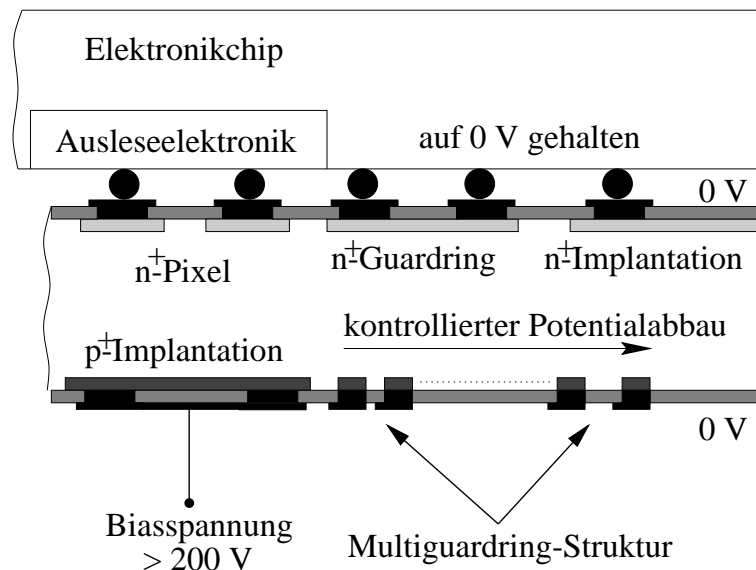 Elektronikchip
Ausleseelektronik
auf 0 V gehalten
0 V
n⁺-Pixel
n⁺-Guardring
n⁺-Implantation
kontrollierter Potentialabbau
p⁺-Implantation
0 V
Biasspannung
> 200 V
Multiguardring-Struktur